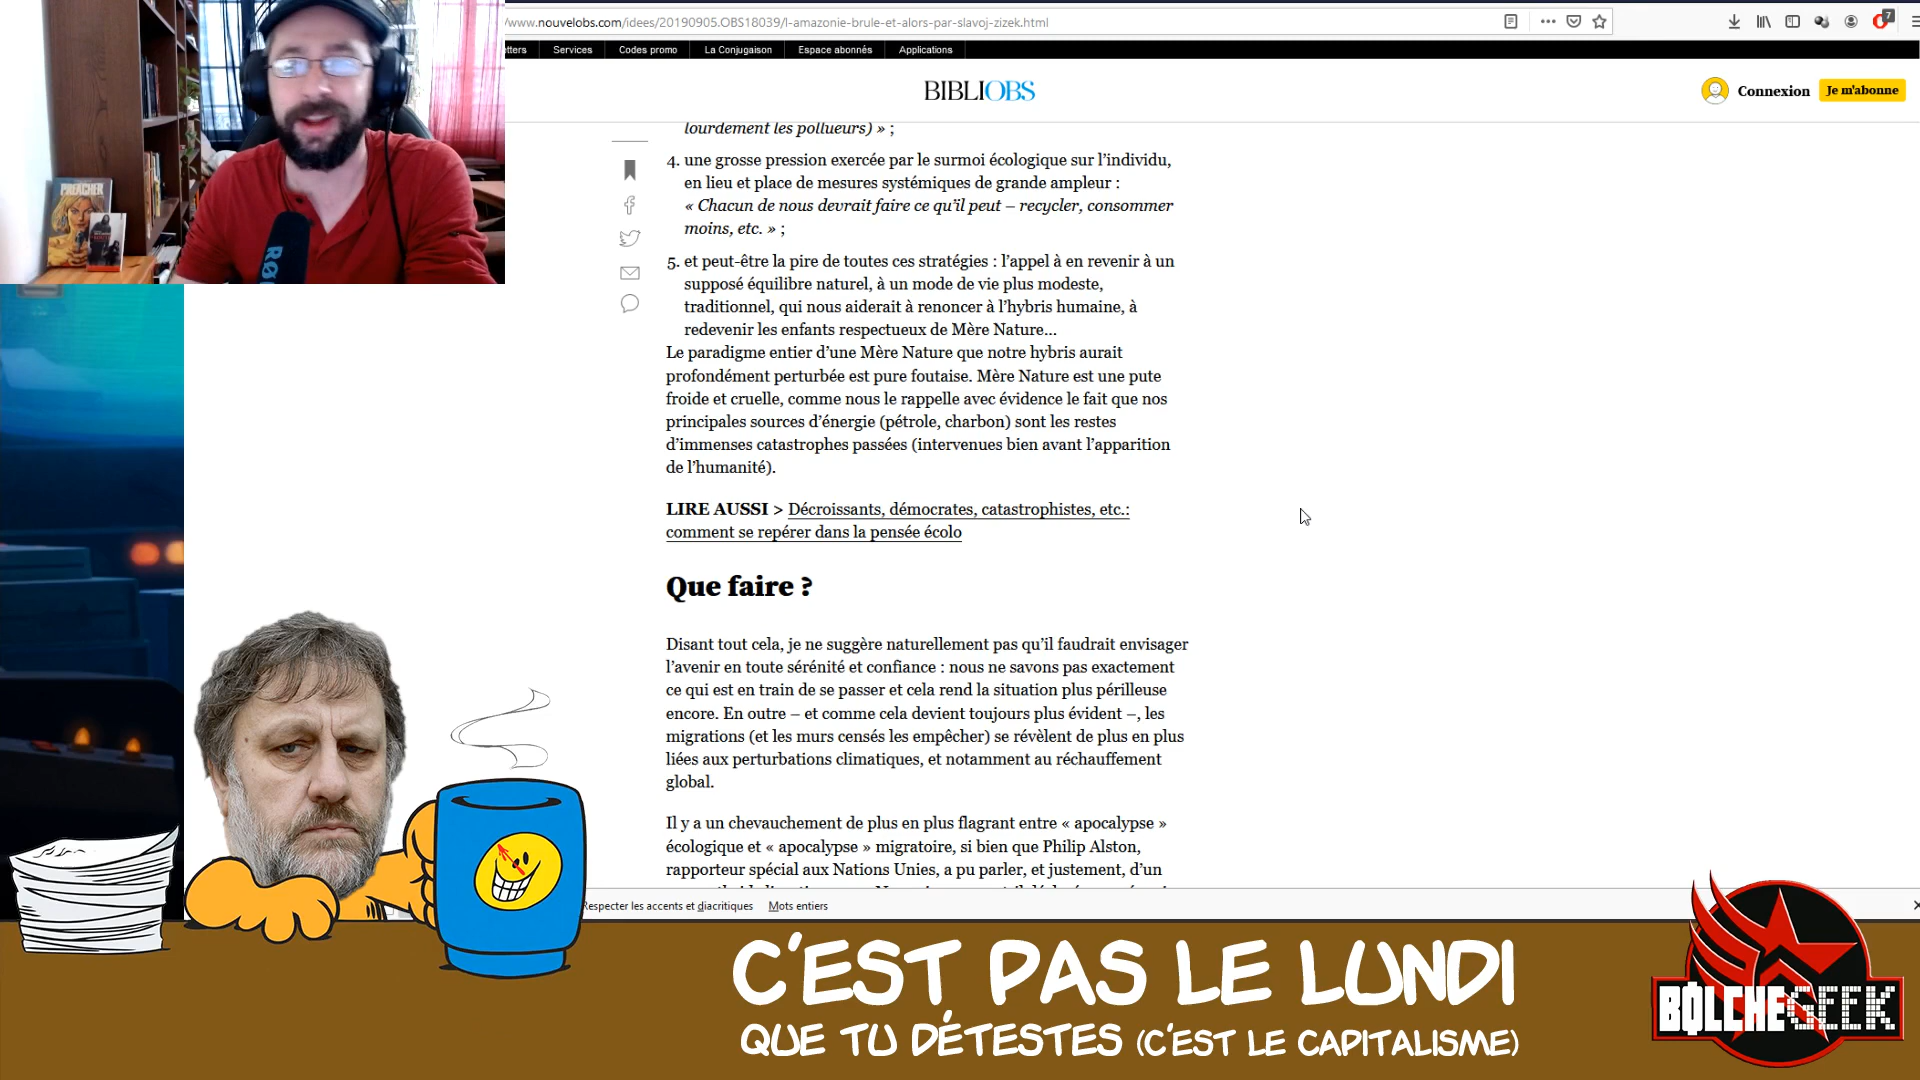 /www.nouvelobs.com/idees/20190905.OBS18039/l-amazonie-brule-et-alors-par-slavoj-zizek.html
7
etters Services Codes promo La Conjugaison Espace abonnés Applications
BIBLIOBS
Connexion Je m'abonne
PREACHER
RØ
lourdement les pollueurs) » ;
4. une grosse pression exercée par le surmoi écologique sur l’individu,
en lieu et place de mesures systémiques de grande ampleur :
« Chacun de nous devrait faire ce qu’il peut – recycler, consommer
moins, etc. » ;
5. et peut-être la pire de toutes ces stratégies : l’appel à en revenir à un
supposé équilibre naturel, à un mode de vie plus modeste,
traditionnel, qui nous aiderait à renoncer à l’hybris humaine, à
redevenir les enfants respectueux de Mère Nature…
Le paradigme entier d’une Mère Nature que notre hybris aurait
profondément perturbée est pure foutaise. Mère Nature est une pute
froide et cruelle, comme nous le rappelle avec évidence le fait que nos
principales sources d’énergie (pétrole, charbon) sont les restes
d’immenses catastrophes passées (intervenues bien avant l’apparition
de l’humanité).
LIRE AUSSI > Décroissants, démocrates, catastrophistes, etc.:
comment se repérer dans la pensée écolo
Que faire ?
Disant tout cela, je ne suggère naturellement pas qu’il faudrait envisager
l’avenir en toute sérénité et confiance : nous ne savons pas exactement
ce qui est en train de se passer et cela rend la situation plus périlleuse
encore. En outre – et comme cela devient toujours plus évident –, les
migrations (et les murs censés les empêcher) se révèlent de plus en plus
liées aux perturbations climatiques, et notamment au réchauffement
global.
Il y a un chevauchement de plus en plus flagrant entre « apocalypse »
écologique et « apocalypse » migratoire, si bien que Philip Alston,
rapporteur spécial aux Nations Unies, a pu parler, et justement, d’un
Respecter les accents et diacritiques Mots entiers
C'EST PAS LE LUNDI
QUE TU DÉTESTES (C'EST LE CAPITALISME)
BOLCHEGEEK